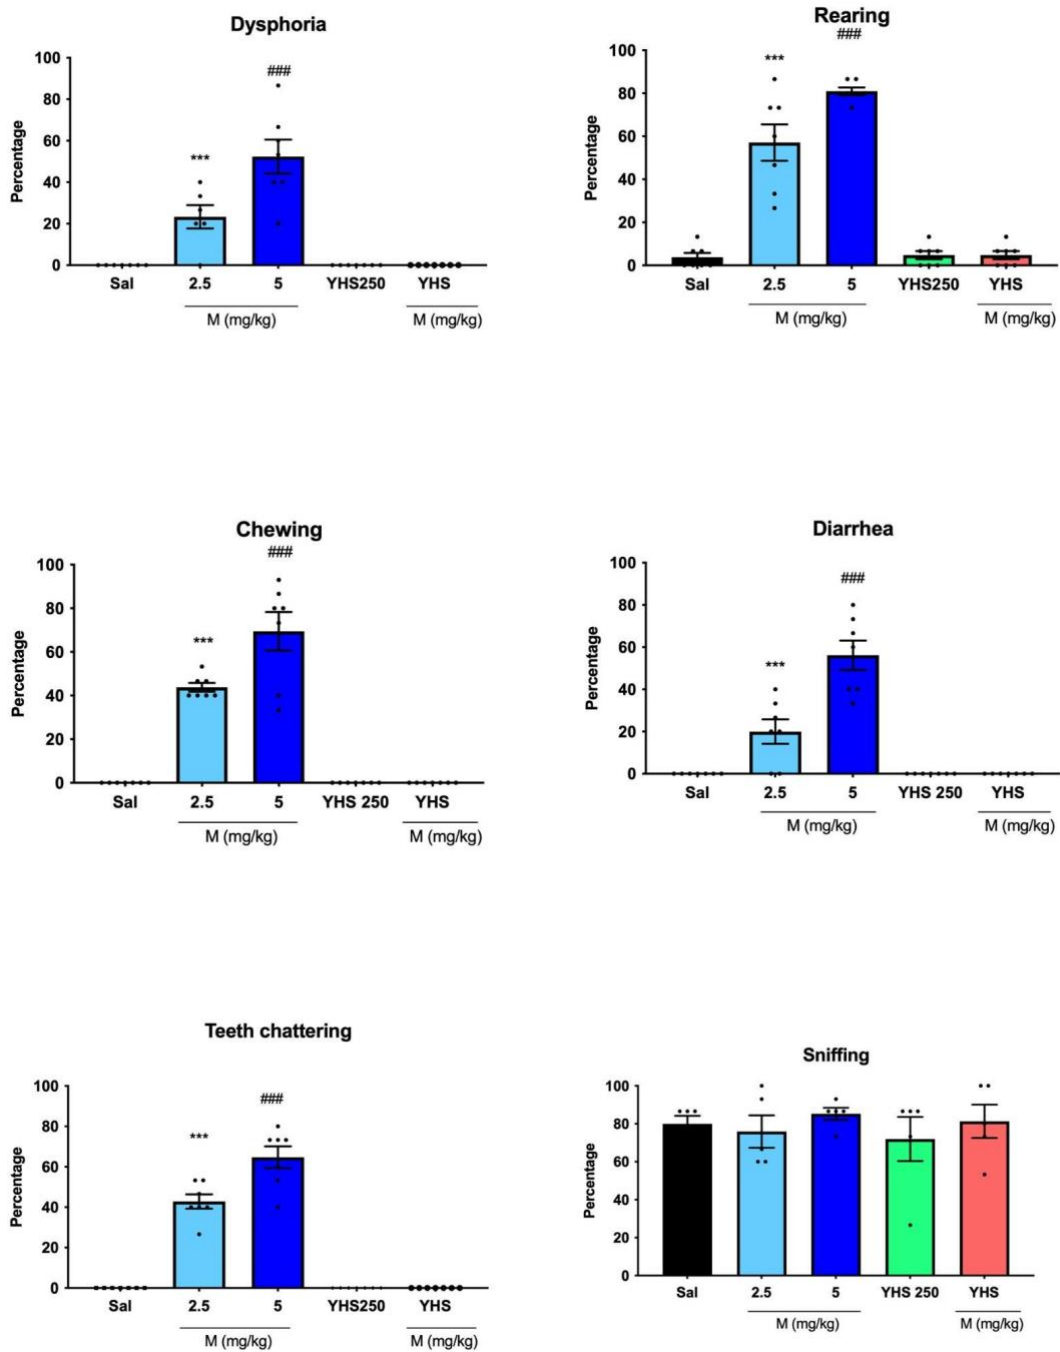 Dysphoria
###
***
Percentage
100
80
60
40
20
0
Sal 2.5 5 YHS250 YHS
M (mg/kg) M (mg/kg)
Rearing
###
***
Percentage
100
80
60
40
20
0
Sal 2.5 5 YHS250 YHS
M (mg/kg) M (mg/kg)
Chewing
###
***
Percentage
100
80
60
40
20
0
Sal 2.5 5 YHS 250 YHS
M (mg/kg) M (mg/kg)
Diarrhea
###
***
Percentage
100
80
60
40
20
0
Sal 2.5 5 YHS 250 YHS
M (mg/kg) M (mg/kg)
Teeth chattering
###
***
Percentage
100
80
60
40
20
0
Sal 2.5 5 YHS250 YHS
M (mg/kg) M (mg/kg)
Sniffing
Percentage
100
80
60
40
20
0
Sal 2.5 5 YHS 250 YHS
M (mg/kg) M (mg/kg)